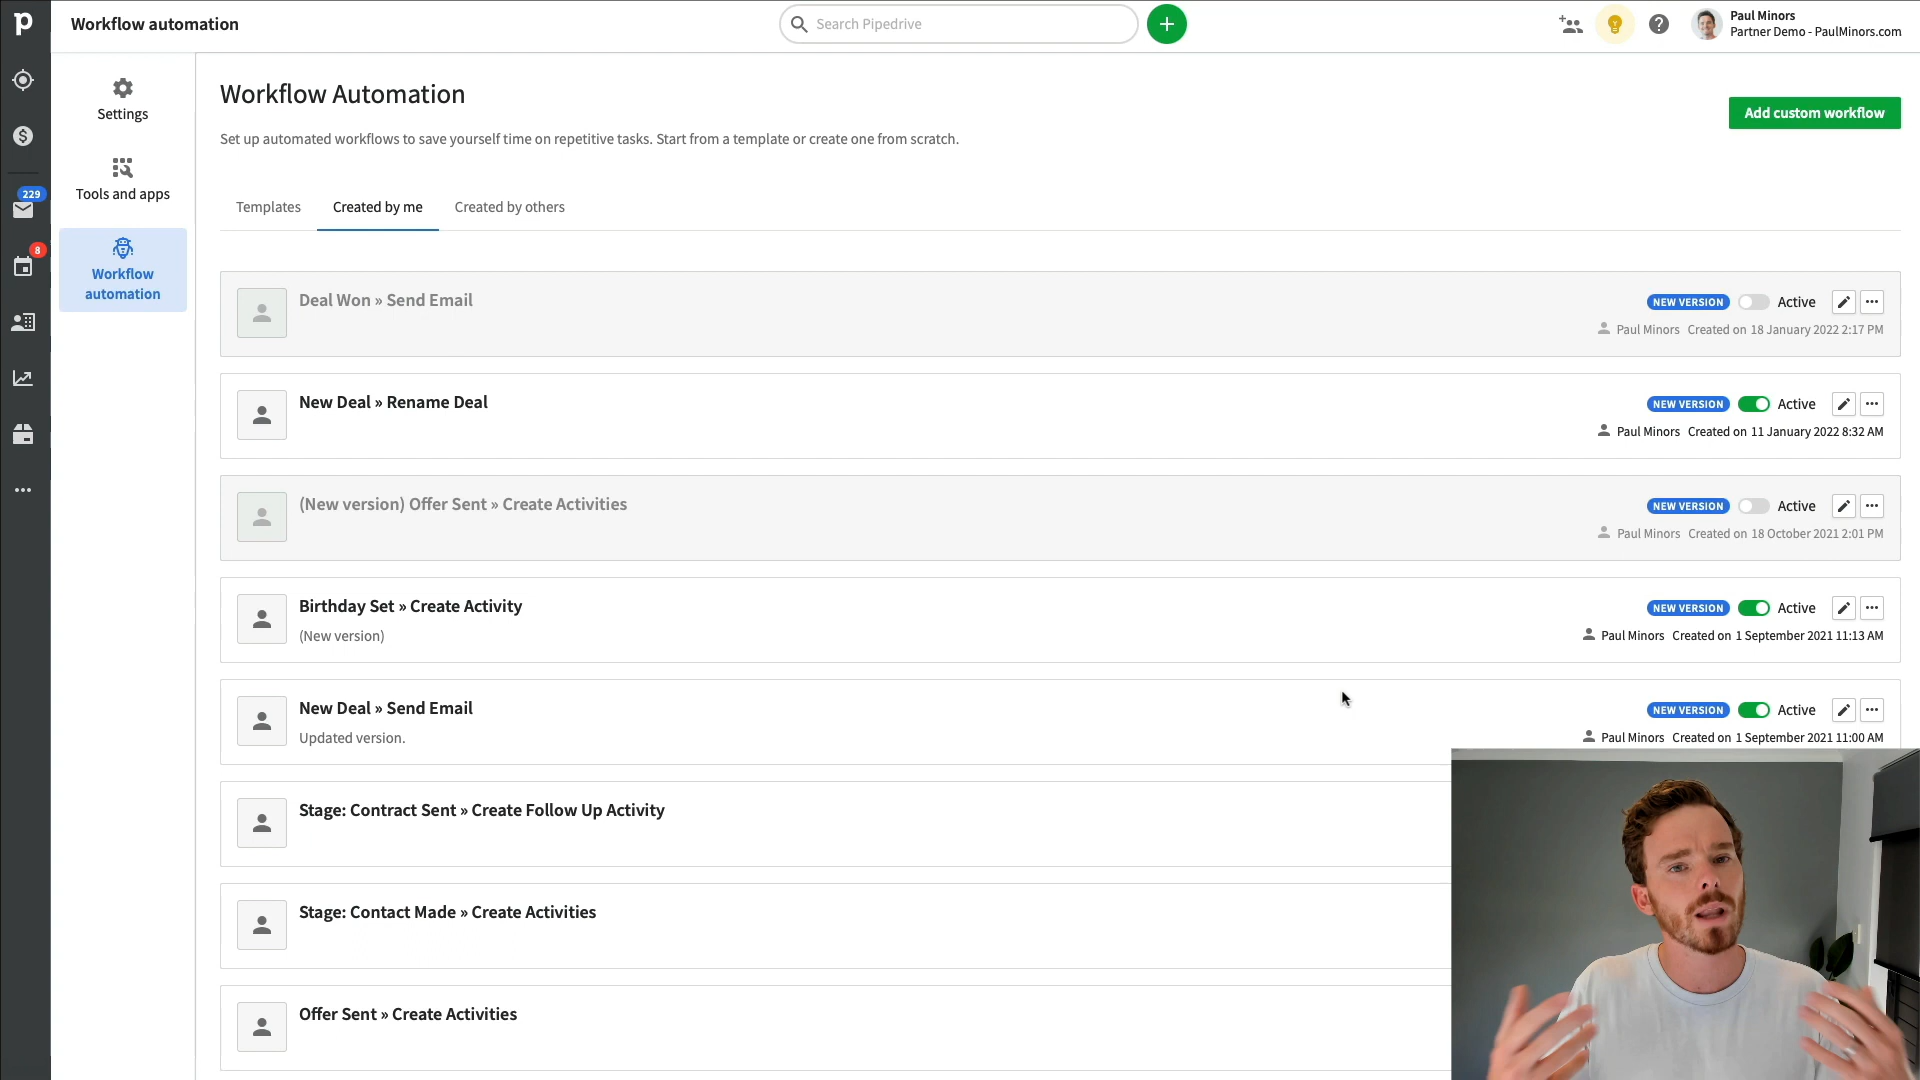 Workflow automation
Search Pipedrive
Paul Minors
Partner Demo - PaulMinors.com
Settings
Tools and apps
Workflow
automation
229
8
Workflow Automation
Set up automated workflows to save yourself time on repetitive tasks. Start from a template or create one from scratch.
Add custom workflow
Templates
Created by me
Created by others
Deal Won » Send Email
NEW VERSION
Active
Paul Minors Created on 18 January 2022 2:17 PM
New Deal » Rename Deal
NEW VERSION
Active
Paul Minors Created on 11 January 2022 8:32 AM
(New version) Offer Sent » Create Activities
NEW VERSION
Active
Paul Minors Created on 18 October 2021 2:01 PM
Birthday Set » Create Activity
(New version)
NEW VERSION
Active
Paul Minors Created on 1 September 2021 11:13 AM
New Deal » Send Email
Updated version.
NEW VERSION
Active
Paul Minors Created on 1 September 2021 11:00 AM
Stage: Contract Sent » Create Follow Up Activity
Stage: Contact Made » Create Activities
Offer Sent » Create Activities